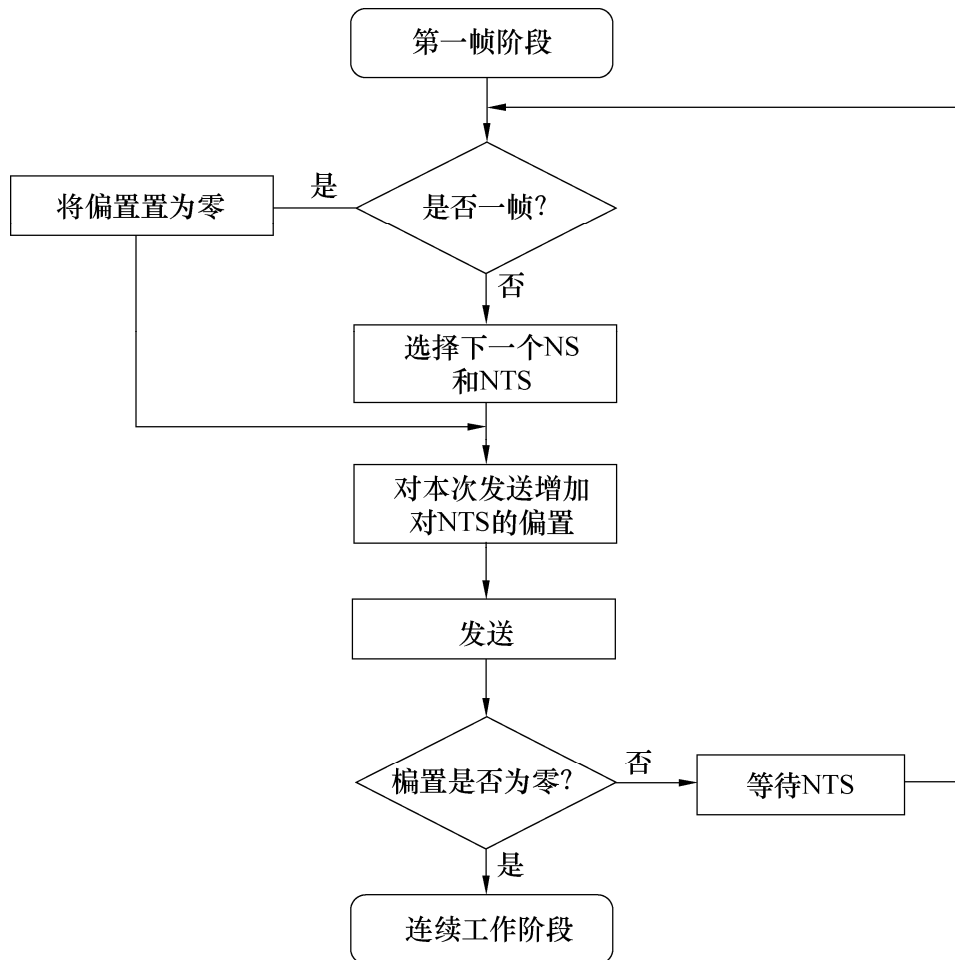 第一帧阶段
是否一帧?
是
将偏置置为零
否
选择下一个NS
和NTS
对本次发送增加
对NTS的偏置
发送
楄置是否为零?
否
等待NTS
是
连续工作阶段